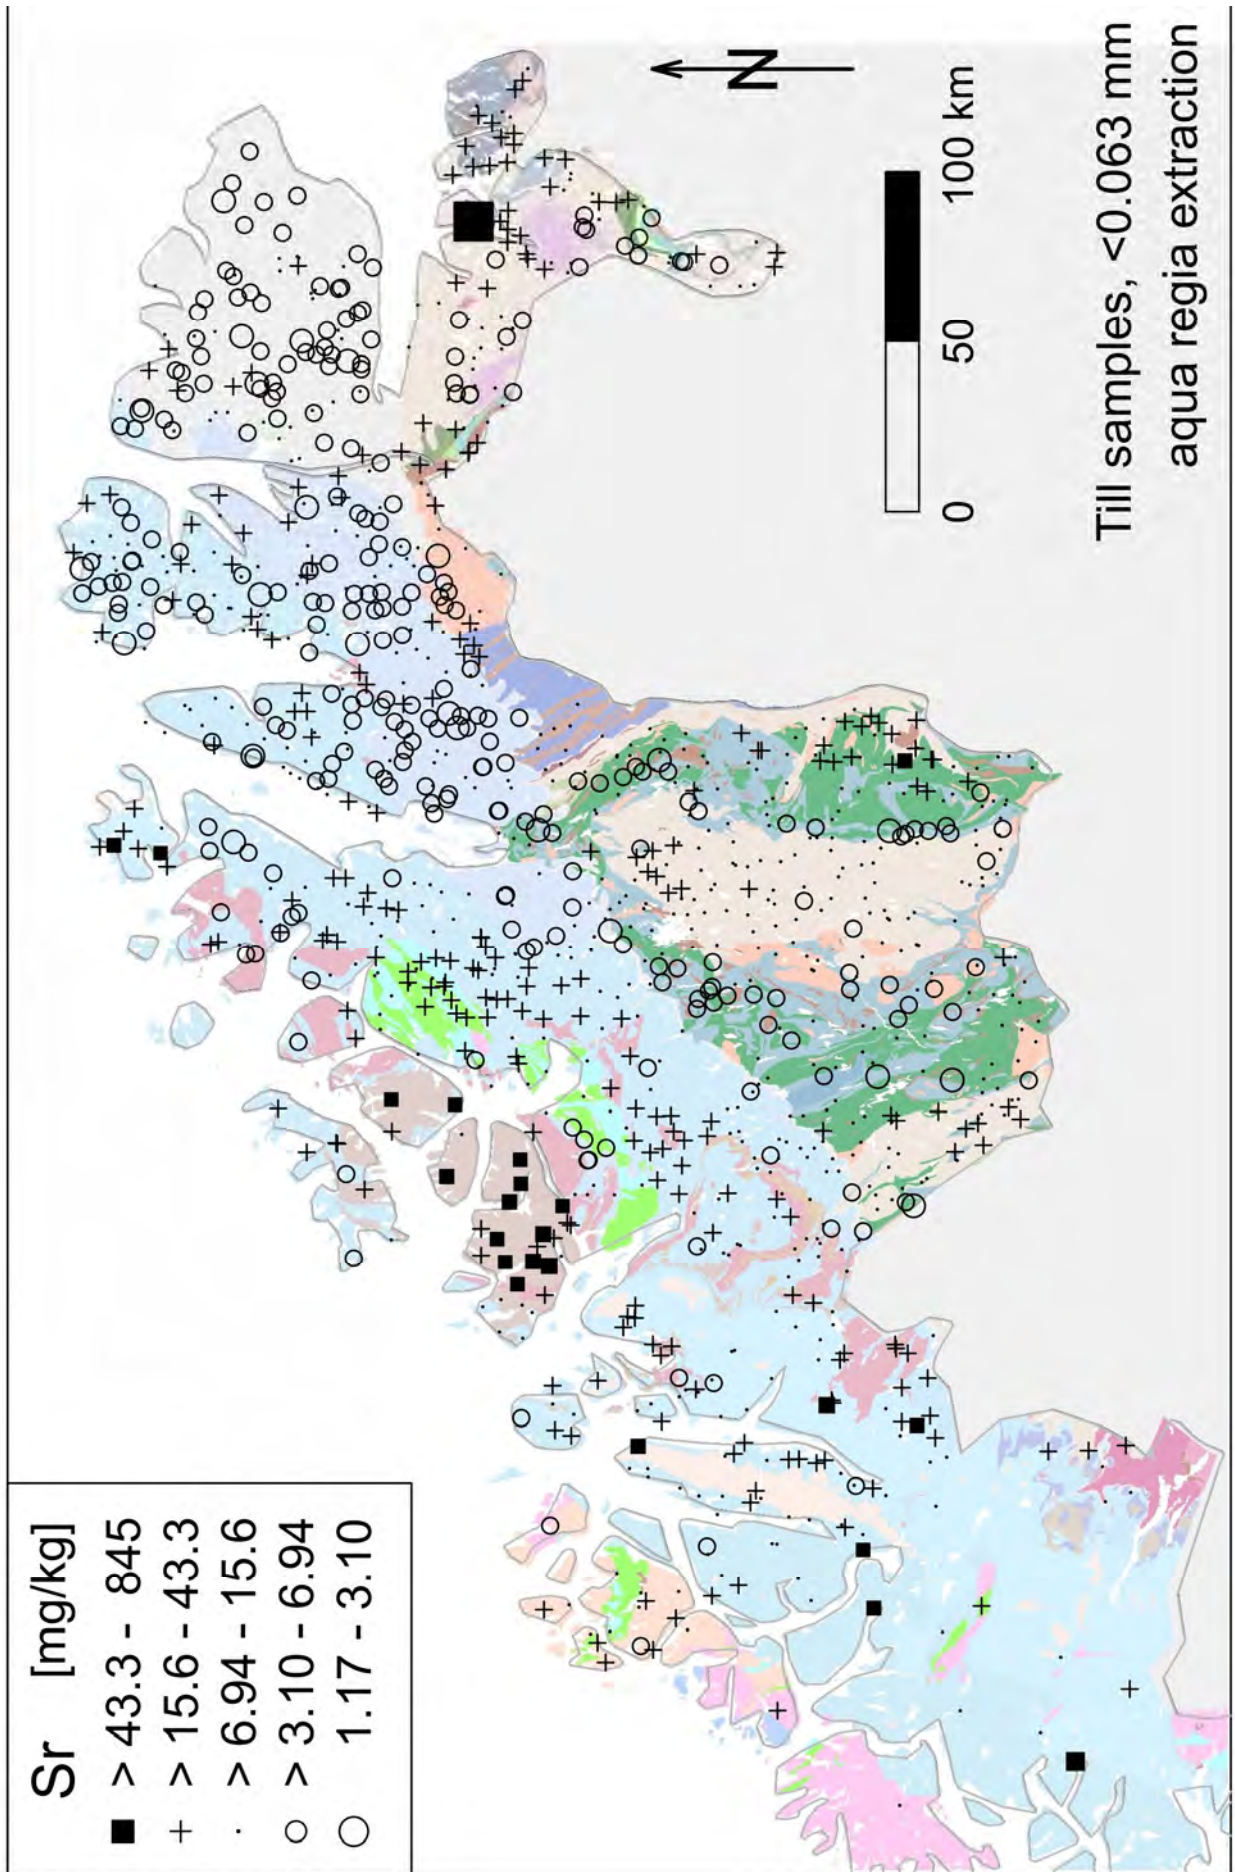 Sr [mg/kg]
> 43.3 - 845
> 15.6 - 43.3
> 6.94 - 15.6
> 3.10 - 6.94
1.17 - 3.10
N
0 50 100 km
Till samples, <0.063 mm
aqua regia extraction